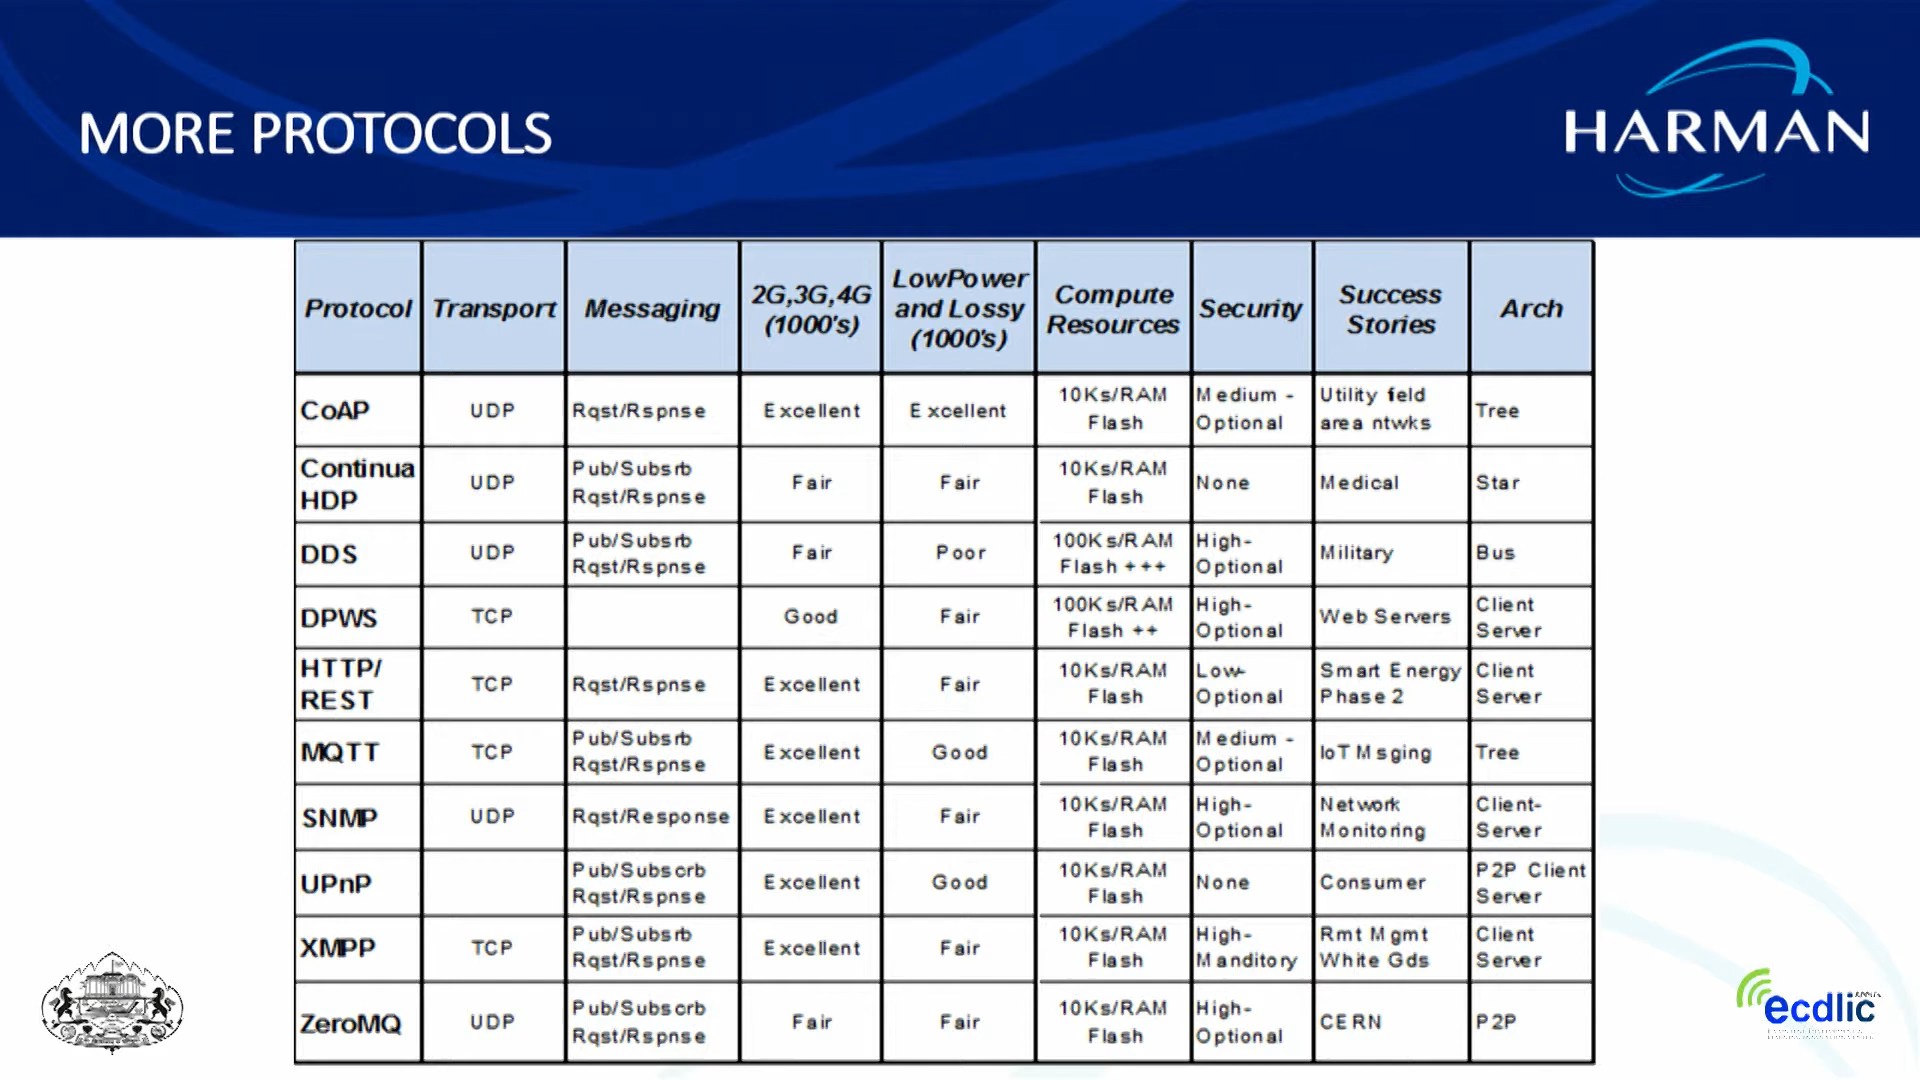 MORE PROTOCOLS
HARMAN
Protocol Transport Messaging 2G,3G,4G (1000's) LowPower and Lossy (1000's) Compute Resources Security Success Stories Arch
CoAP UDP Rqst/Rspnse Excellent Excellent 10Ks/RAM Flash Medium - Optional Utility feld area ntwks Tree
Continua HDP UDP Pub/Subsrb Rqst/Rspnse Fair Fair 10Ks/RAM Flash None Medical Star
DDS UDP Pub/Subsrb Rqst/Rspnse Fair Poor 100Ks/RAM Flash +++ High- Optional Military Bus
DPWS TCP Good Fair 100Ks/RAM Flash ++ High- Optional Web Servers Client Server
HTTP/ REST TCP Rqst/Rspnse Excellent Fair 10Ks/RAM Flash Low- Optional Smart Energy Phase 2 Client Server
MQTT TCP Pub/Subsrb Rqst/Rspnse Excellent Good 10Ks/RAM Flash Medium - Optional IoT Msging Tree
SNMP UDP Rqst/Response Excellent Fair 10Ks/RAM Flash High- Optional Network Monitoring Client- Server
UPnP Pub/Subscrb Rqst/Rspnse Excellent Good 10Ks/RAM Flash None Consumer P2P Client Server
XMPP TCP Pub/Subsrb Rqst/Rspnse Excellent Fair 10Ks/RAM Flash High- Manditory Rmt Mgmt White Gds Client Server
ZeroMQ UDP Pub/Subscrb Rqst/Rspnse Fair Fair 10Ks/RAM Flash High- Optional CERN P2P
ecdlic